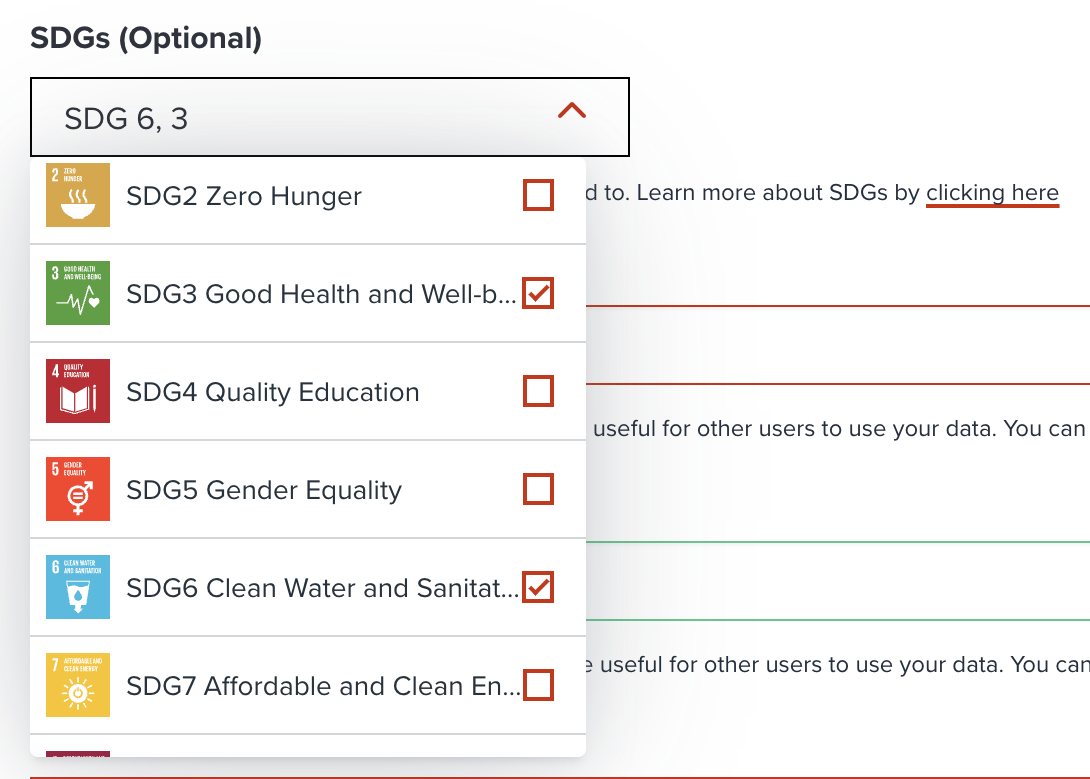 SDGs (Optional)
SDG 6, 3
2 ZERO
HUNGER
SDG2 Zero Hunger
d to. Learn more about SDGs by clicking here
3 GOOD HEALTH
AND WELL-BEING
SDG3 Good Health and Well-b...
4 QUALITY
EDUCATION
SDG4 Quality Education
useful for other users to use your data. You can
5 GENDER
EQUALITY
SDG5 Gender Equality
6 CLEAN WATER
AND SANITATION
SDG6 Clean Water and Sanitat...
7 AFFORDABLE AND
CLEAN ENERGY
SDG7 Affordable and Clean En...
e useful for other users to use your data. You can